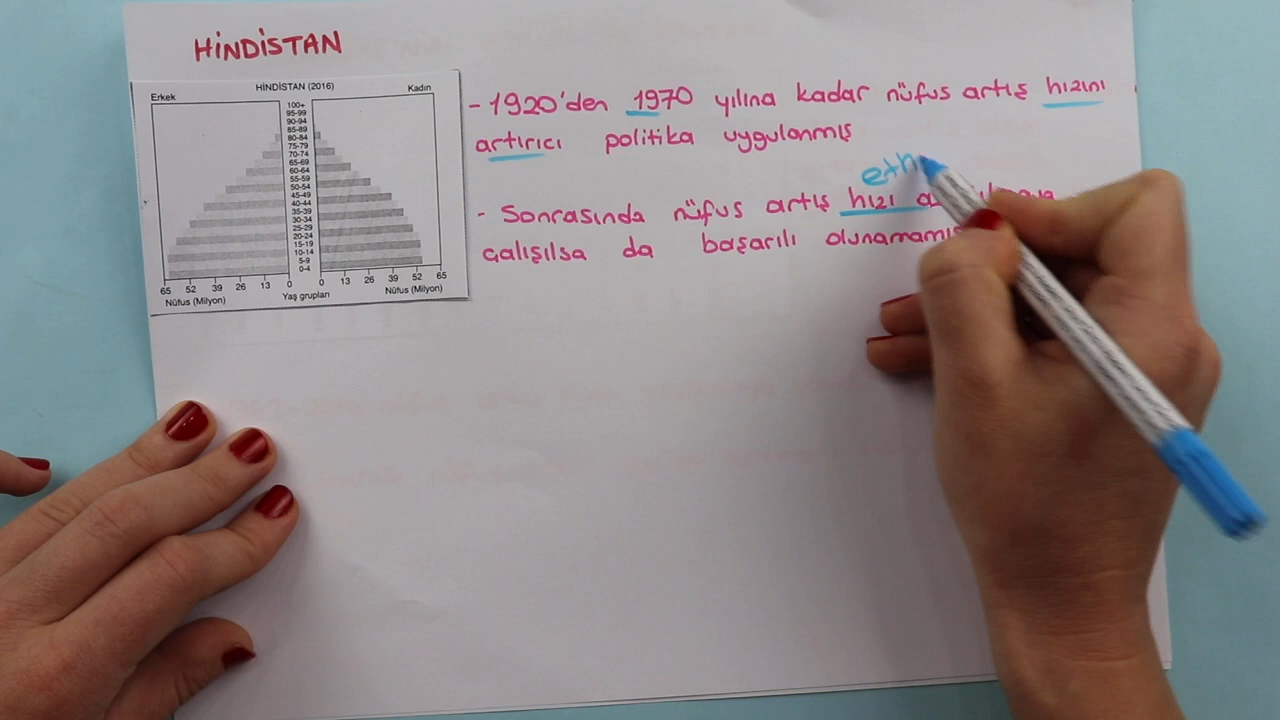 HİNDİSTAN
HİNDİSTAN (2016)
Erkek
Kadın
100+
95-99
90-94
85-89
80-84
75-79
70-74
65-69
60-64
55-59
50-54
45-49
40-44
35-39
30-34
25-29
20-24
15-19
10-14
5-9
0-4
65 52 39 26 13 0
0 13 26 39 52 65
Nüfus (Milyon)
Yaş grupları
Nüfus (Milyon)
- 1920'den 1970 yılına kadar nüfus artış hızını
artırıcı politika uygulanmış
eth
- Sonrasında nüfus artış hızı
çalışılsa da başarılı olunamamış